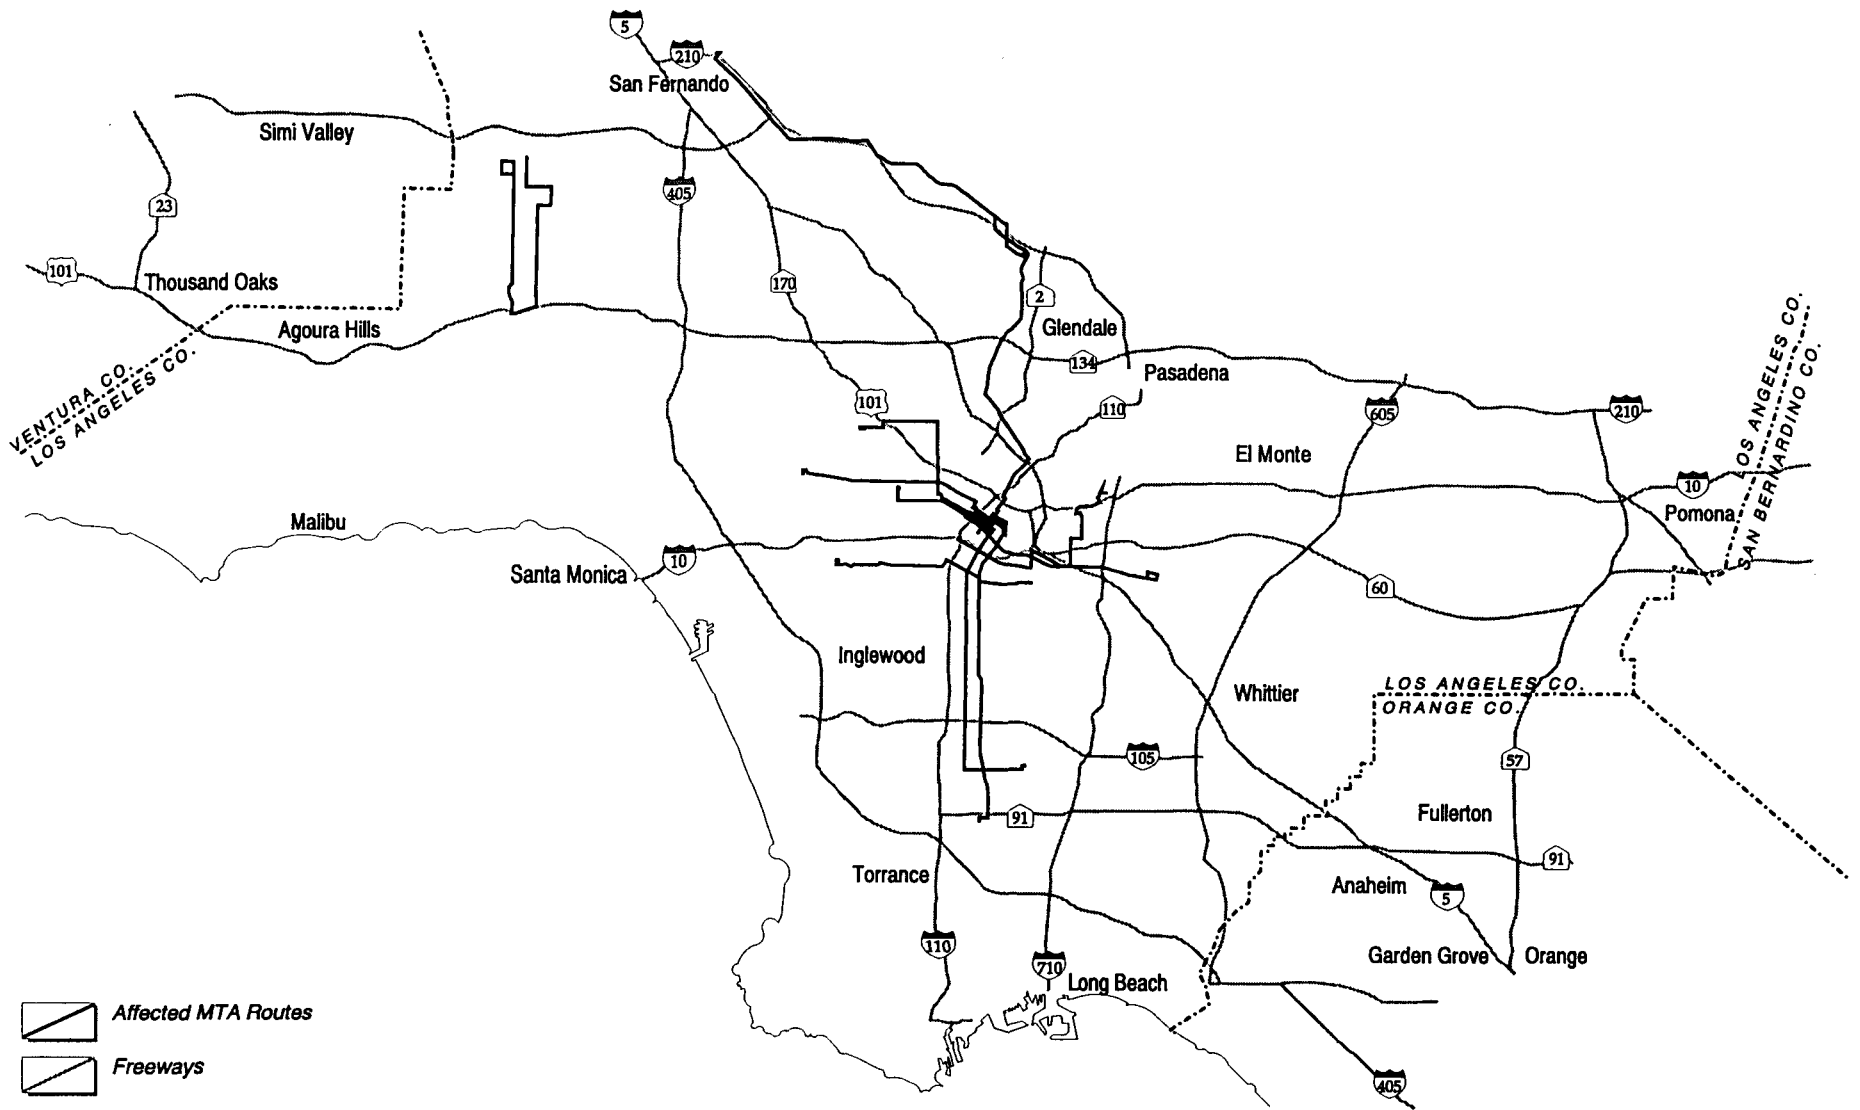 5
210
San Fernando
Simi Valley
405
23
101
Thousand Oaks
170
2
Agoura Hills
Glendale
134
Pasadena
VENTURA CO.
LOS ANGELES CO.
101
110
605
210
LOS ANGELES CO.
SAN BERNARDINO CO.
El Monte
10
Pomona
Malibu
10
Santa Monica
60
Inglewood
Whittier
LOS ANGELES CO.
ORANGE CO.
105
57
91
Fullerton
91
Torrance
Anaheim
5
110
Garden Grove
Orange
710
Long Beach
405
Affected MTA Routes
Freeways